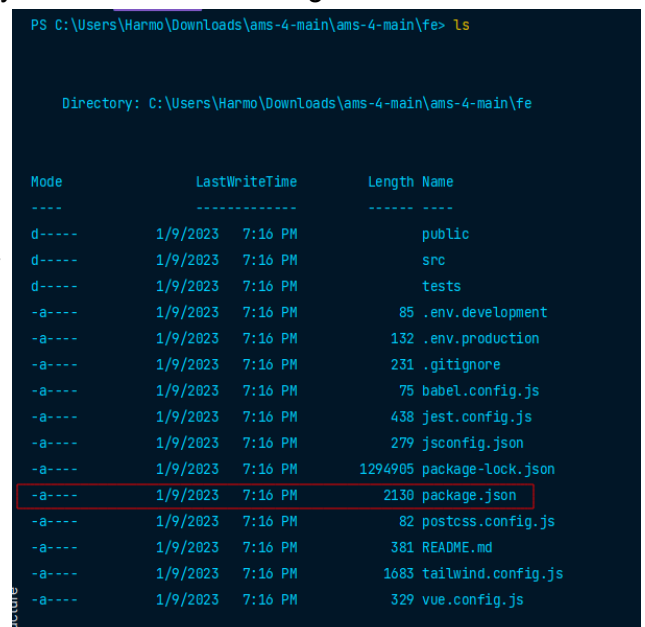 PS C:\Users\Harmo\Downloads\ams-4-main\ams-4-main\fe> ls
Directory: C:\Users\Harmo\Downloads\ams-4-main\ams-4-main\fe
Mode LastWriteTime Length Name
---- ------------- ------ ----
d----- 1/9/2023 7:16 PM public
d----- 1/9/2023 7:16 PM src
d----- 1/9/2023 7:16 PM tests
-a---- 1/9/2023 7:16 PM 85 .env.development
-a---- 1/9/2023 7:16 PM 132 .env.production
-a---- 1/9/2023 7:16 PM 231 .gitignore
-a---- 1/9/2023 7:16 PM 75 babel.config.js
-a---- 1/9/2023 7:16 PM 438 jest.config.js
-a---- 1/9/2023 7:16 PM 279 jsconfig.json
-a---- 1/9/2023 7:16 PM 1294905 package-lock.json
-a---- 1/9/2023 7:16 PM 2130 package.json
-a---- 1/9/2023 7:16 PM 82 postcss.config.js
-a---- 1/9/2023 7:16 PM 381 README.md
-a---- 1/9/2023 7:16 PM 1683 tailwind.config.js
-a---- 1/9/2023 7:16 PM 329 vue.config.js